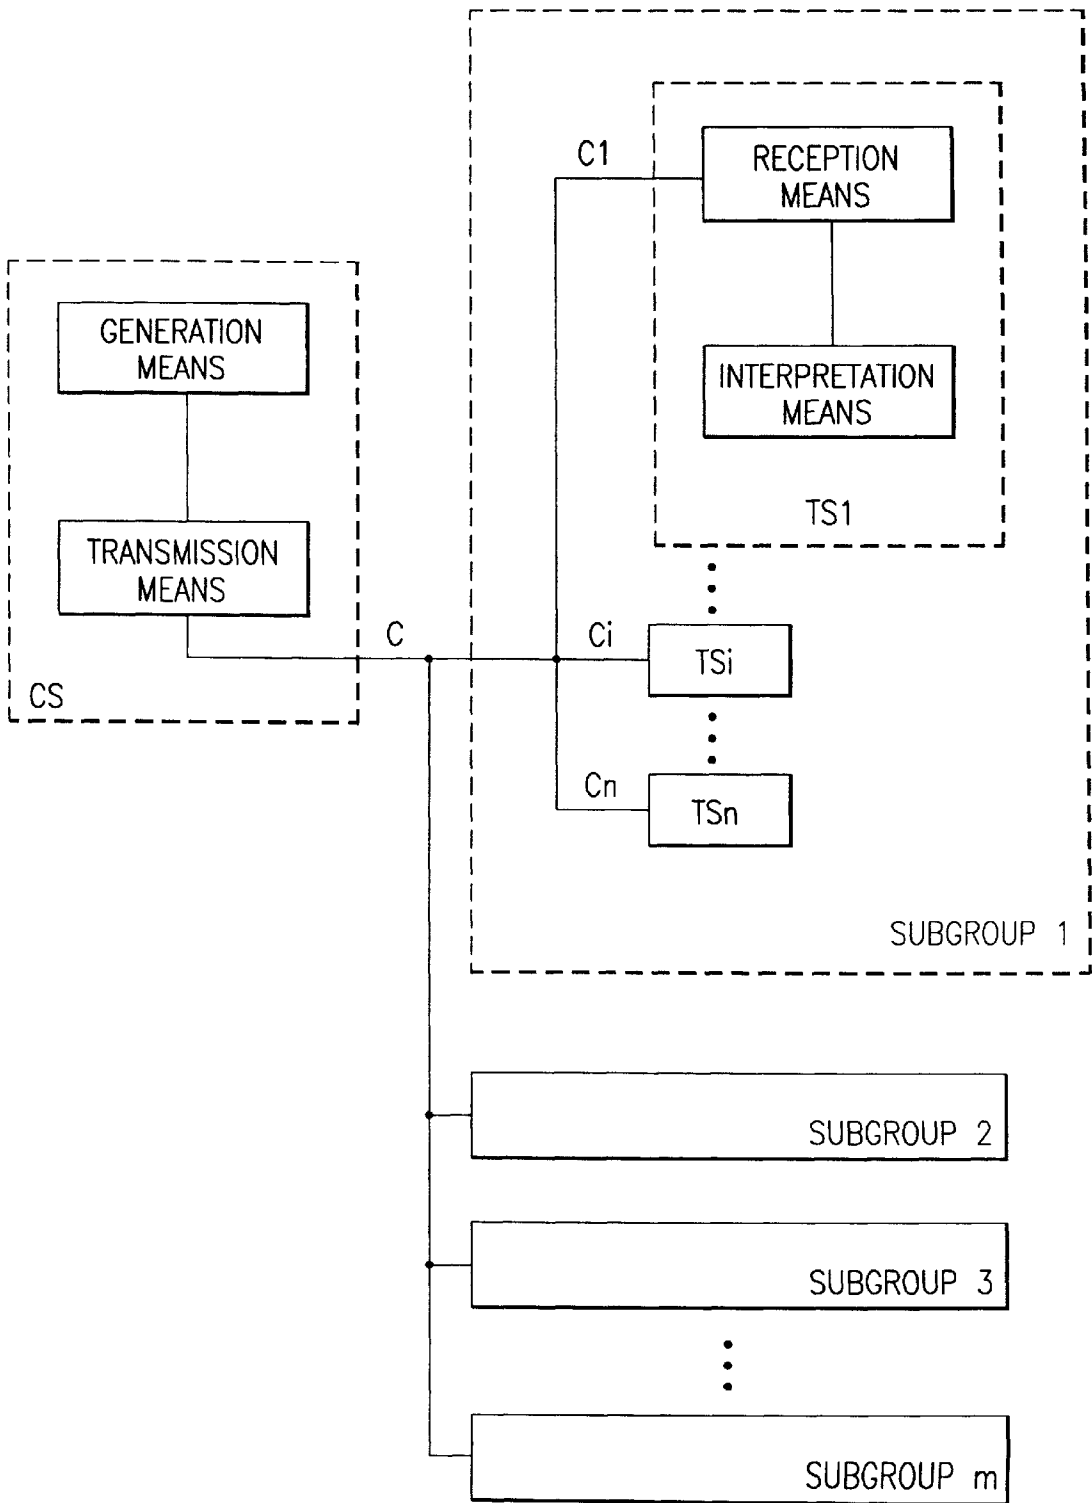 GENERATION
MEANS
TRANSMISSION
MEANS
CS
C
C1
RECEPTION
MEANS
INTERPRETATION
MEANS
TS1
Ci
TSi
Cn
TSn
SUBGROUP 1
SUBGROUP 2
SUBGROUP 3
SUBGROUP m